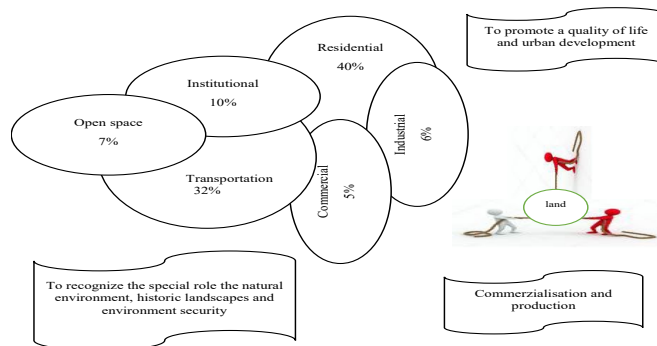 Residential
40%
To promote a quality of life
and urban development
Institutional
10%
Industrial
6%
Open space
7%
Transportation
32%
Commercial
5%
land
To recognize the special role the natural
environment, historic landscapes and
environment security
Commerzialisation and
production